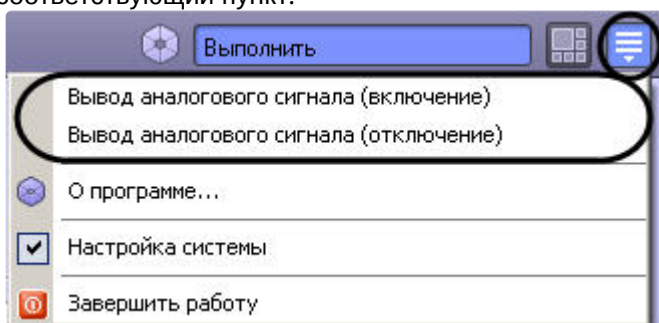 соответствующий пункт.
Выполнить
Вывод аналогового сигнала (включение)
Вывод аналогового сигнала (отключение)
О программе...
Настройка системы
Завершить работу